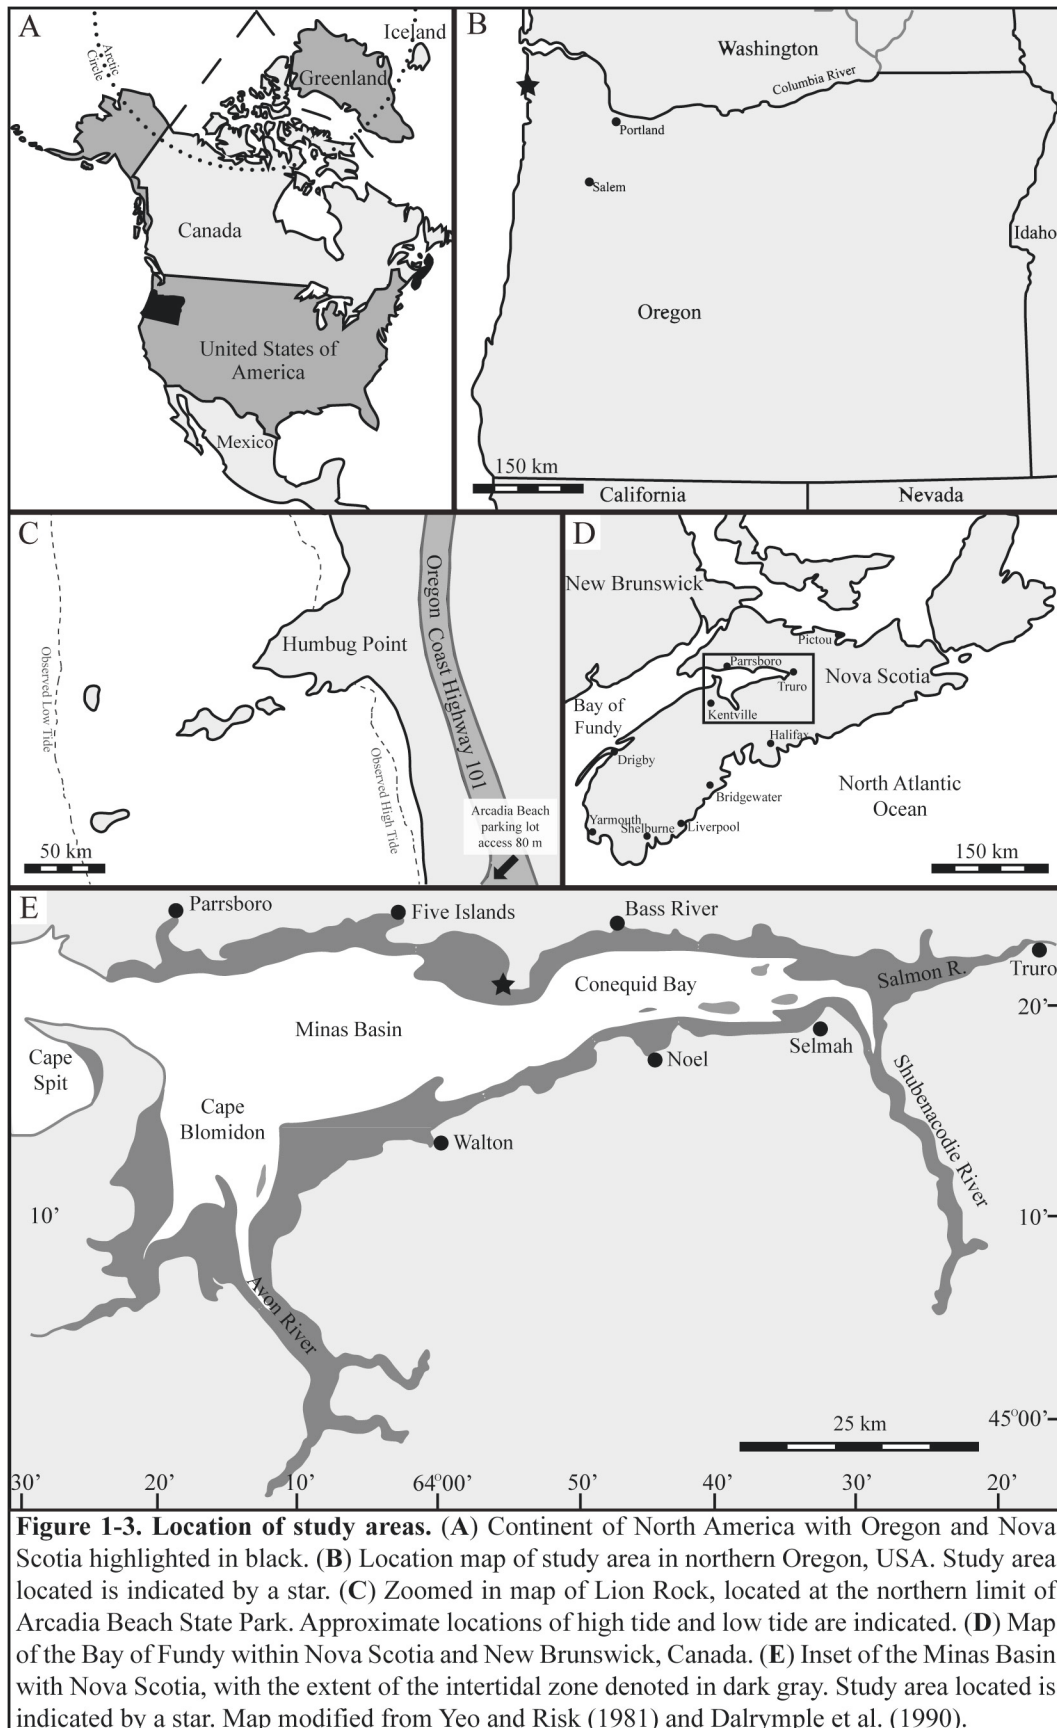 A
Arctic
Circle
Iceland
Greenland
Canada
United States of
America
Mexico
B
Washington
Columbia River
Portland
Salem
Idaho
Oregon
150 km
California
Nevada
C
Humbug Point
Oregon Coast Highway 101
Observed Low Tide
Observed High Tide
Arcadia Beach
parking lot
access 80 m
50 km
D
New Brunswick
Pictou
Parrsboro
Nova Scotia
Truro
Bay of
Fundy
Kentville
Halifax
Drigby
North Atlantic
Ocean
Bridgewater
Yarmouth
Shelburne
Liverpool
150 km
E
Parrsboro
Five Islands
Bass River
Salmon R.
Truro
Conequid Bay
20’
Minas Basin
Selmah
Noel
Cape
Spit
Cape
Blomidon
Walton
Shubenacodie River
10’
10’
Avon River
45°00’
25 km
30’
20’
10’
64°00’
50’
40’
30’
20’
Figure 1-3. Location of study areas. (A) Continent of North America with Oregon and Nova
Scotia highlighted in black. (B) Location map of study area in northern Oregon, USA. Study area
located is indicated by a star. (C) Zoomed in map of Lion Rock, located at the northern limit of
Arcadia Beach State Park. Approximate locations of high tide and low tide are indicated. (D) Map
of the Bay of Fundy within Nova Scotia and New Brunswick, Canada. (E) Inset of the Minas Basin
with Nova Scotia, with the extent of the intertidal zone denoted in dark gray. Study area located is
indicated by a star. Map modified from Yeo and Risk (1981) and Dalrymple et al. (1990).